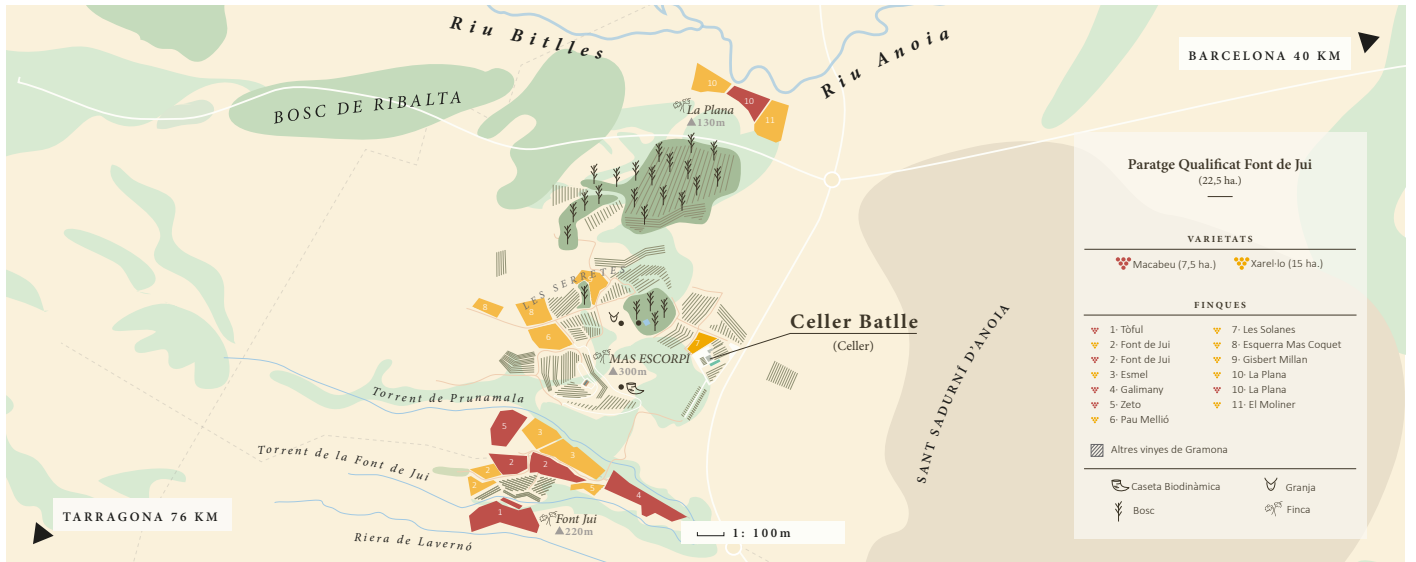 Riu Bitlles
Riu Anoia
BARCELONA 40 KM
BOSC DE RIBALTA
10
10
11
La Plana
130m
Paratge Qualificat Font de Jui
(22,5 ha.)
VARIETATS
Macabeu (7,5 ha.)
Xarel·lo (15 ha.)
FINQUES
1· Tòful
2· Font de Jui
2· Font de Jui
3· Esmel
4· Galimany
5· Zeto
6· Pau Mellió
7· Les Solanes
8· Esquerra Mas Coquet
9· Gisbert Millan
10· La Plana
10· La Plana
11· El Moliner
Altres vinyes de Gramona
Caseta Biodinàmica
Granja
Bosc
Finca
LES SERRETES
8
8
6
7
Celler Batlle
(Celler)
MAS ESCORPÍ
300m
SANT SADURNÍ D'ANOIA
Torrent de Prunamala
5
3
3
2
2
2
2
4
1
Torrent de la Font de Jui
Font Jui
220m
Riera de Lavernó
TARRAGONA 76 KM
1: 100m